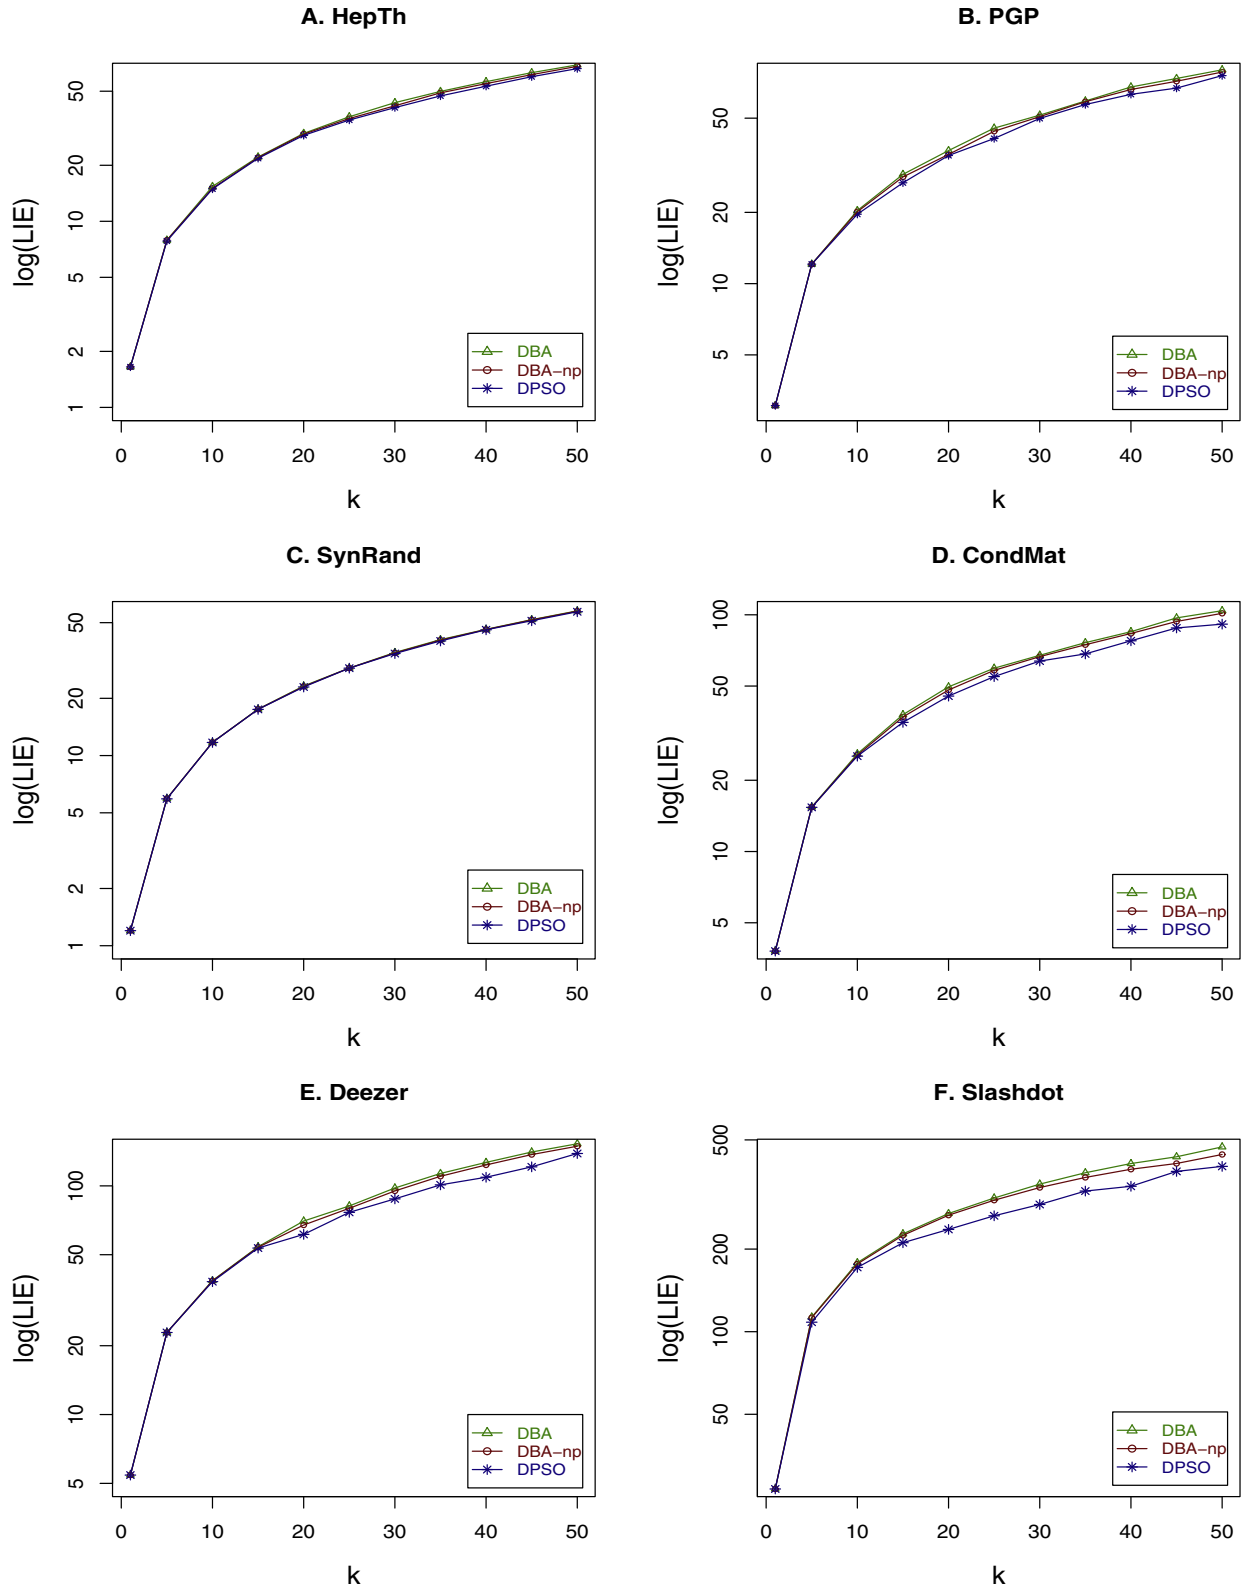 A. HepTh
log(LIE)
50
20
10
5
2
1
DBA
DBA-np
DPSO
0 10 20 30 40 50
k
B. PGP
log(LIE)
50
20
10
5
DBA
DBA-np
DPSO
0 10 20 30 40 50
k
C. SynRand
log(LIE)
50
20
10
5
2
1
DBA
DBA-np
DPSO
0 10 20 30 40 50
k
D. CondMat
log(LIE)
100
50
20
10
5
DBA
DBA-np
DPSO
0 10 20 30 40 50
k
E. Deezer
log(LIE)
100
50
20
10
5
DBA
DBA-np
DPSO
0 10 20 30 40 50
k
F. Slashdot
log(LIE)
500
200
100
50
DBA
DBA-np
DPSO
0 10 20 30 40 50
k